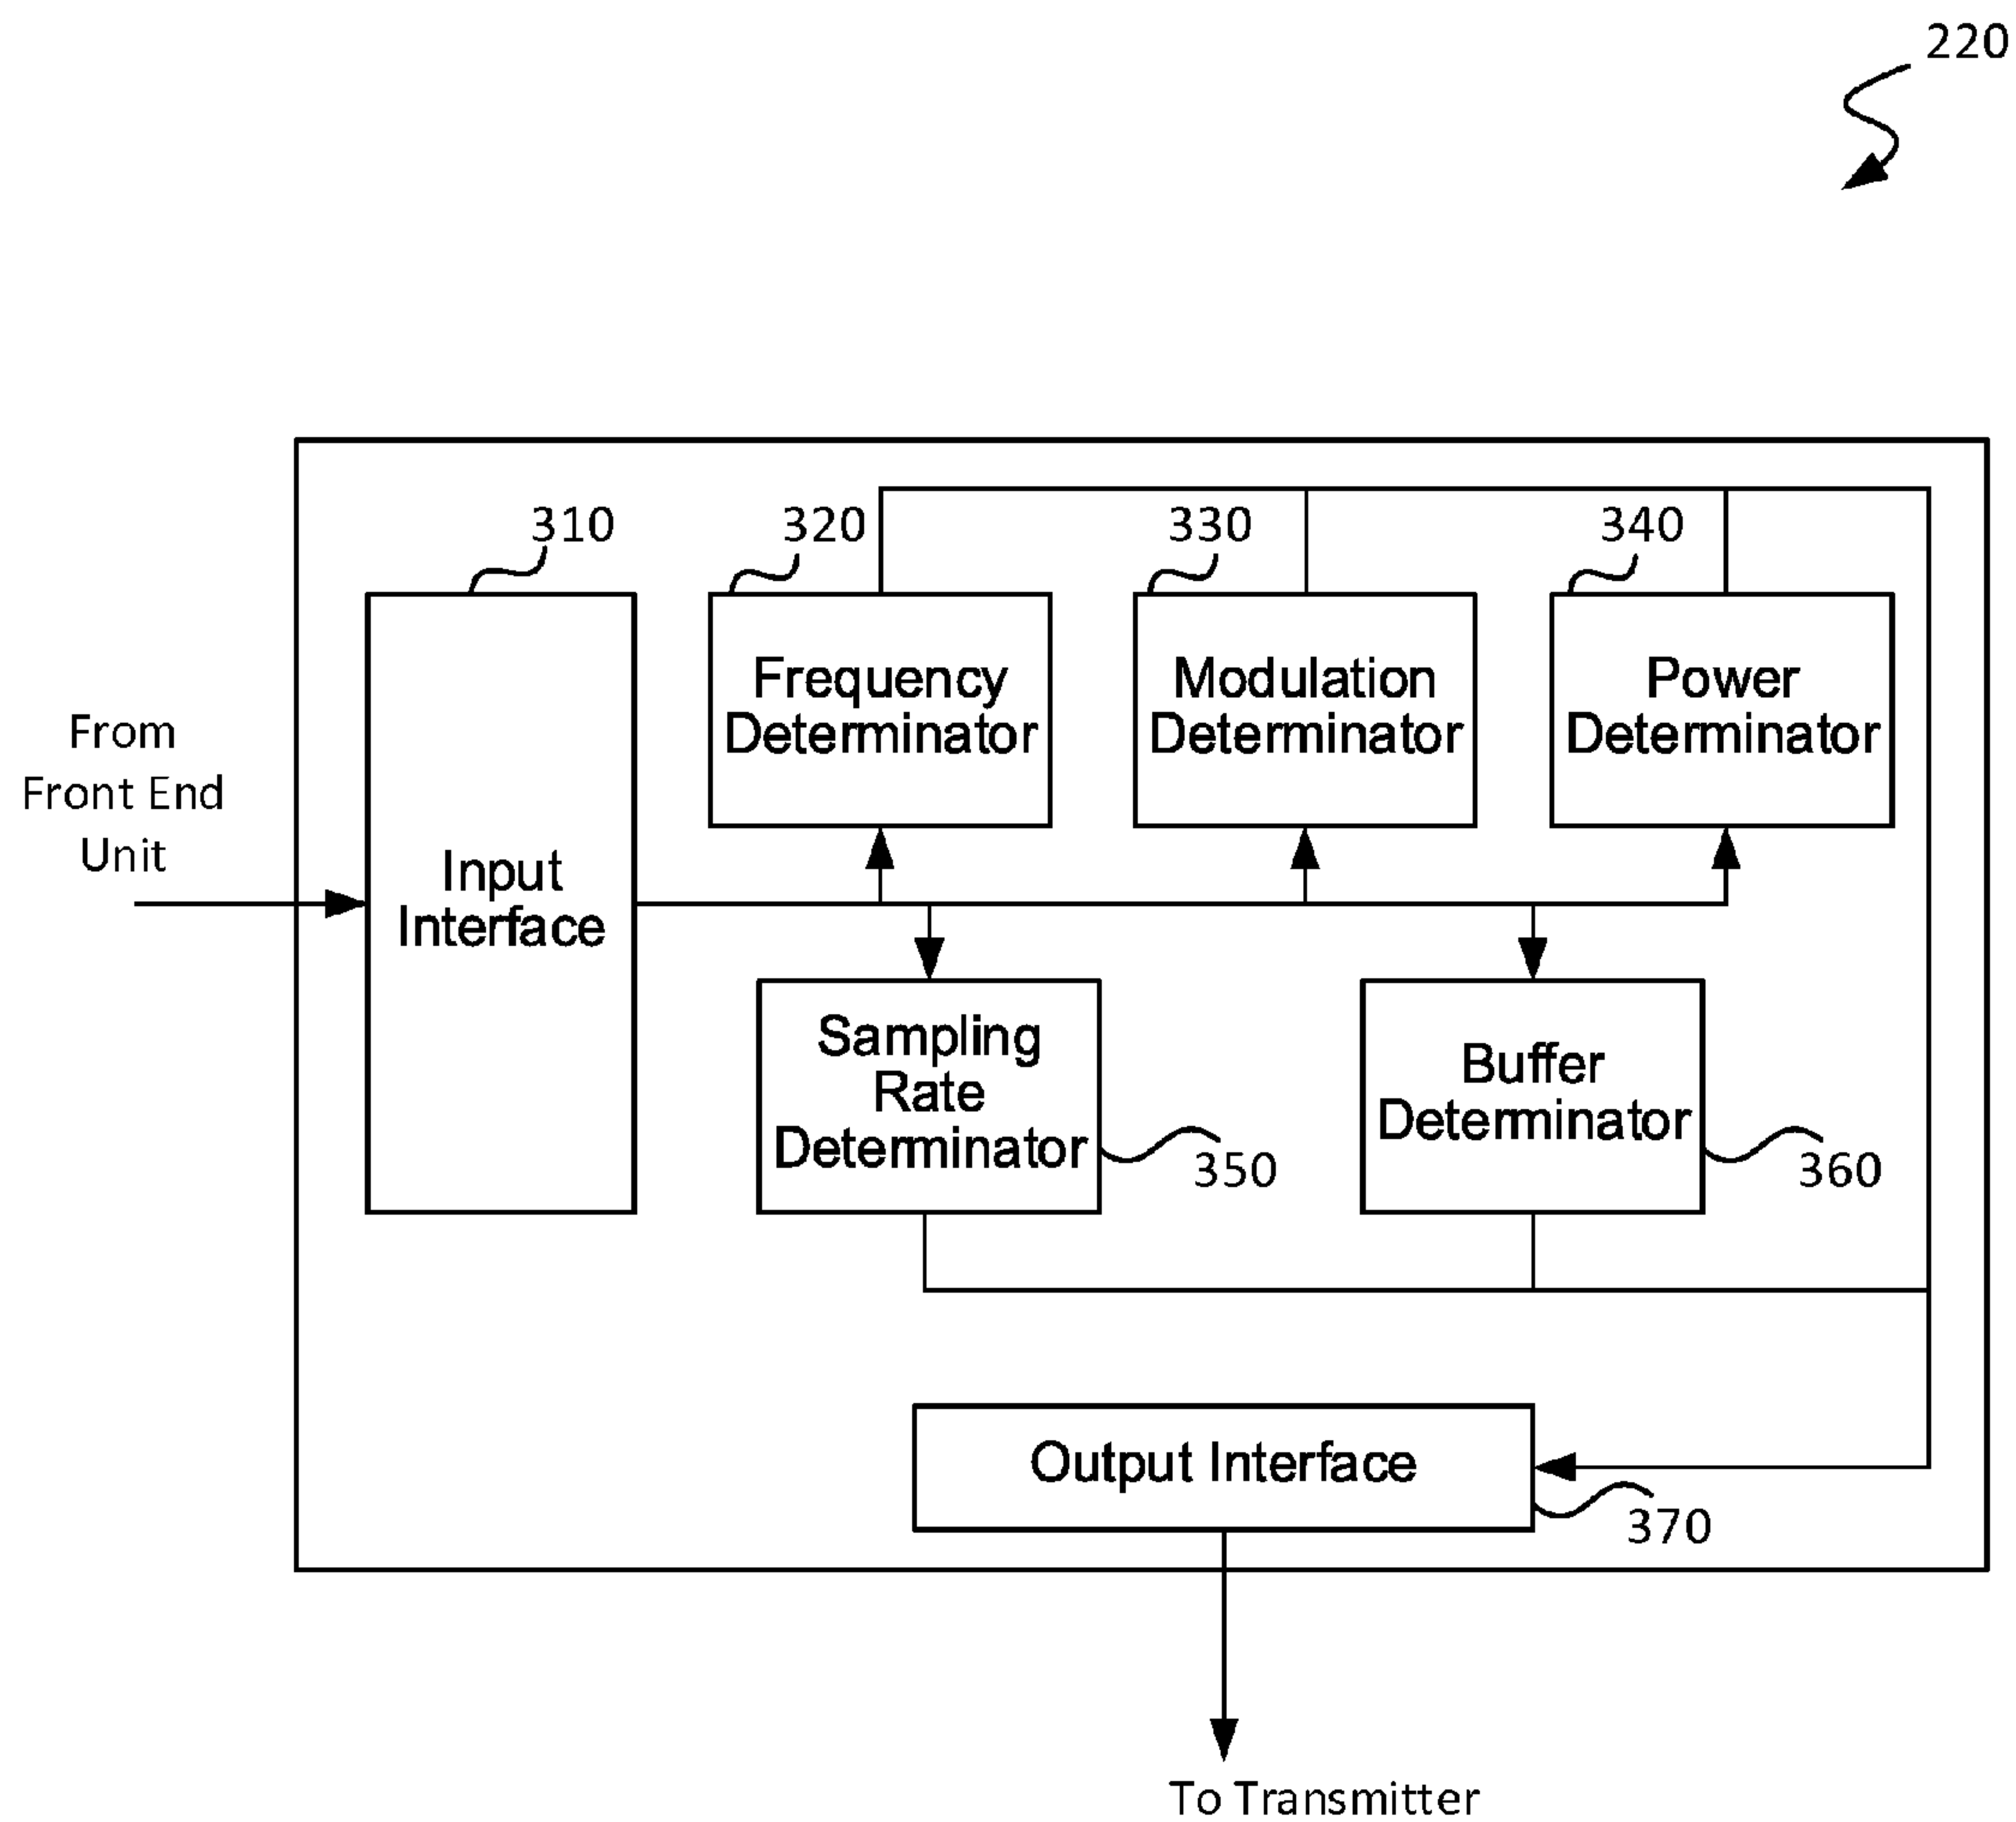 220
310
320
330
340
Frequency
Determinator
Modulation
Determinator
Power
Determinator
From
Front End
Unit
Input
Interface
Sampling
Rate
Determinator
350
Buffer
Determinator
360
Output Interface
370
To Transmitter